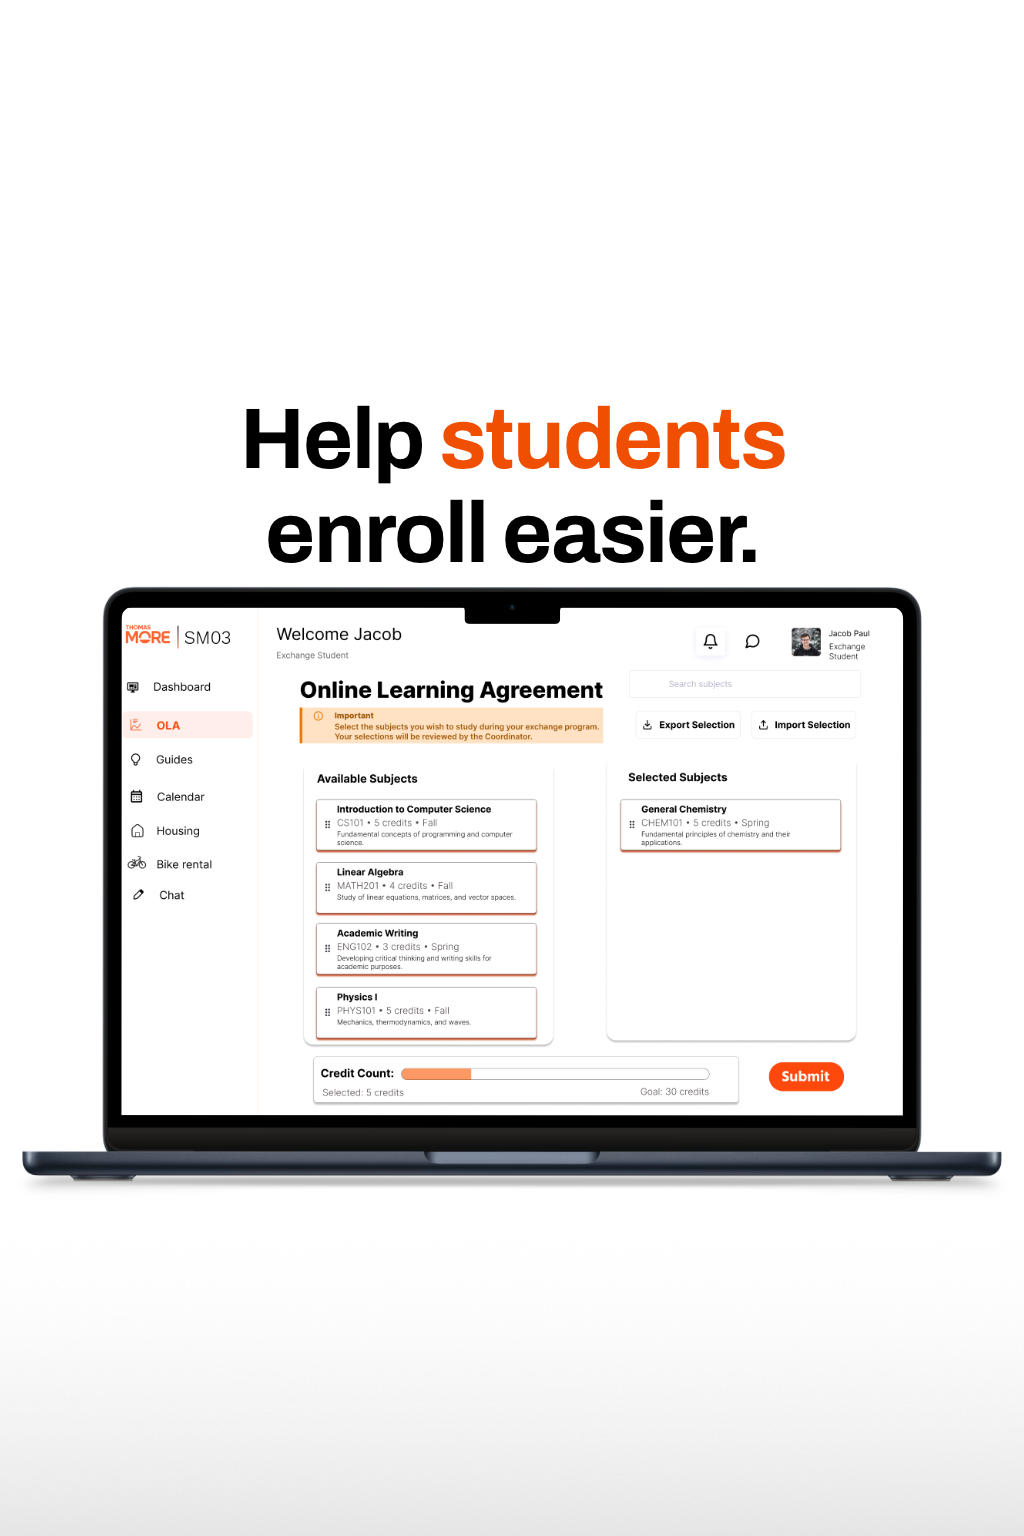 Help students
enroll easier.
THOMAS
MORE | SM03
Welcome Jacob
Exchange Student
Jacob Paul
Exchange
Student
Dashboard
OLA
Guides
Calendar
Housing
Bike rental
Chat
Online Learning Agreement
Search subjects
Important
Select the subjects you wish to study during your exchange program.
Your selections will be reviewed by the Coordinator.
Export Selection
Import Selection
Available Subjects
Introduction to Computer Science
CS101 • 5 credits • Fall
Fundamental concepts of programming and computer
science.
Linear Algebra
MATH201 • 4 credits • Fall
Study of linear equations, matrices, and vector spaces.
Academic Writing
ENG102 • 3 credits • Spring
Developing critical thinking and writing skills for
academic purposes.
Physics I
PHYS101 • 5 credits • Fall
Mechanics, thermodynamics, and waves.
Selected Subjects
General Chemistry
CHEM101 • 5 credits • Spring
Fundamental principles of chemistry and their
applications.
Credit Count:
Selected: 5 credits
Goal: 30 credits
Submit